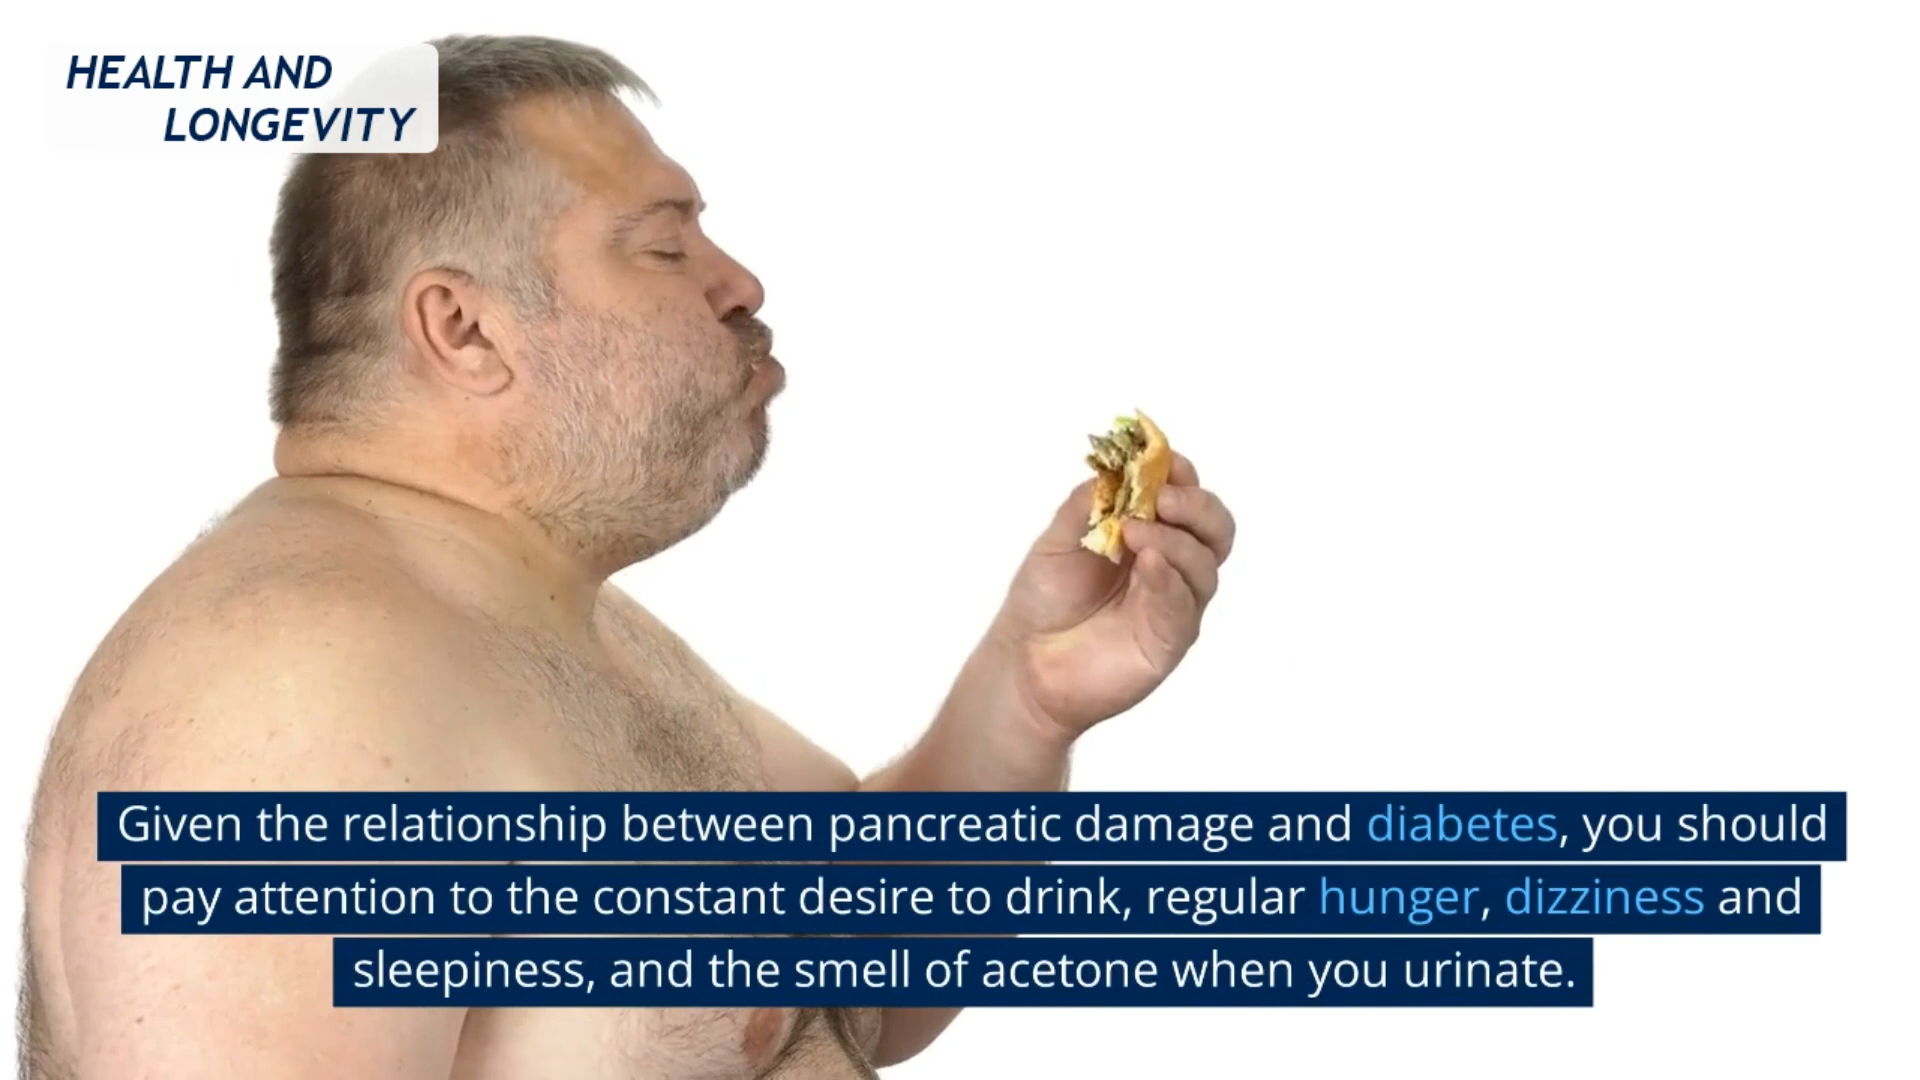 HEALTH AND
LONGEVITY
Given the relationship between pancreatic damage and diabetes, you should
pay attention to the constant desire to drink, regular hunger, dizziness and
sleepiness, and the smell of acetone when you urinate.